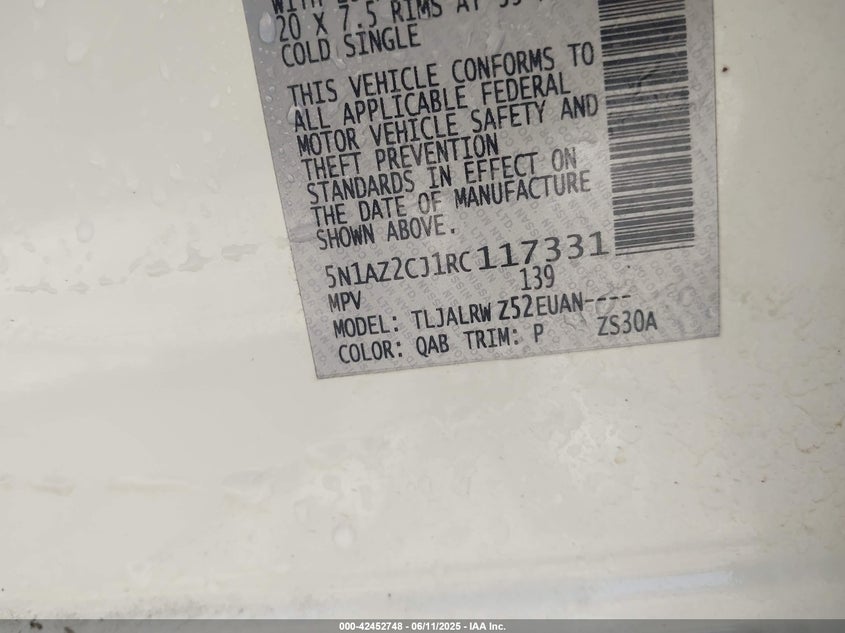 20 X 7.5 RIMS AT
COLD SINGLE
THIS VEHICLE CONFORMS TO
ALL APPLICABLE FEDERAL
MOTOR VEHICLE SAFETY AND
THEFT PREVENTION
STANDARDS IN EFFECT ON
THE DATE OF MANUFACTURE
SHOWN ABOVE.
5N1AZ2CJ1RC117331
MPV 139
MODEL: TLJALRW Z52EUAN----
COLOR: QAB TRIM: P ZS30A
000-42452748 - 06/11/2025 - IAA Inc.